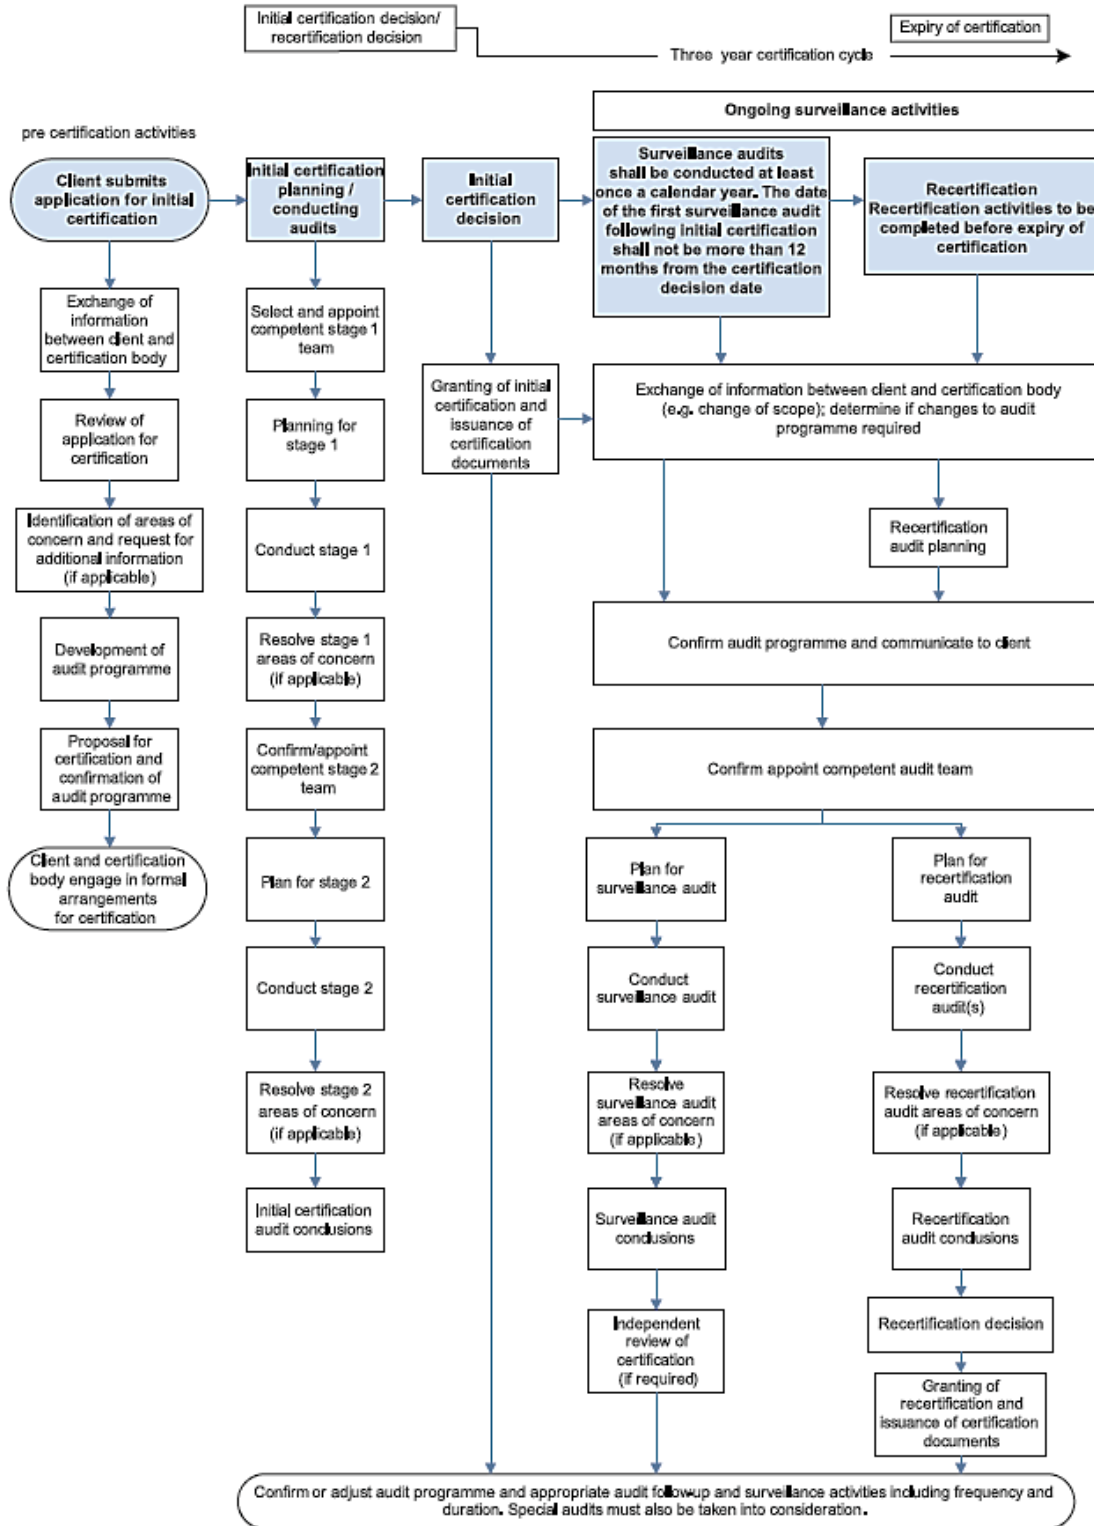 Initial certification decision/
recertification decision
Expiry of certification
Three year certification cycle
Ongoing surveillance activities
pre certification activities
Client submits
application for initial
certification
Initial certification
planning /
conducting
audits
Initial
certification
decision
Surveillance audits
shall be conducted at least
once a calendar year. The date
of the first surveillance audit
following initial certification
shall not be more than 12
months from the certification
decision date
Recertification
Recertification activities to be
completed before expiry of
certification
Exchange of
information
between client and
certification body
Review of
application for
certification
Identification of areas of
concern and request for
additional information
(if applicable)
Development of
audit programme
Proposal for
certification and
confirmation of
audit programme
Client and certification
body engage in formal
arrangements
for certification
Select and appoint
competent stage 1
team
Planning for
stage 1
Conduct stage 1
Resolve stage 1
areas of concern
(if applicable)
Confirm/appoint
competent stage 2
team
Plan for stage 2
Conduct stage 2
Resolve stage 2
areas of concern
(if applicable)
Initial certification
audit conclusions
Granting of initial
certification and
issuance of
certification
documents
Exchange of information between client and certification body
(e.g. change of scope); determine if changes to audit
programme required
Recertification
audit planning
Confirm audit programme and communicate to client
Confirm appoint competent audit team
Plan for
surveillance audit
Conduct
surveillance audit
Resolve
surveillance audit
areas of concern
(if applicable)
Surveillance audit
conclusions
Independent
review of
certification
(if required)
Plan for
recertification
audit
Conduct
recertification
audit(s)
Resolve recertification
audit areas of concern
(if applicable)
Recertification
audit conclusions
Recertification decision
Granting of
recertification and
issuance of certification
documents
Confirm or adjust audit programme and appropriate audit follow-up and surveillance activities including frequency and
duration. Special audits must also be taken into consideration.